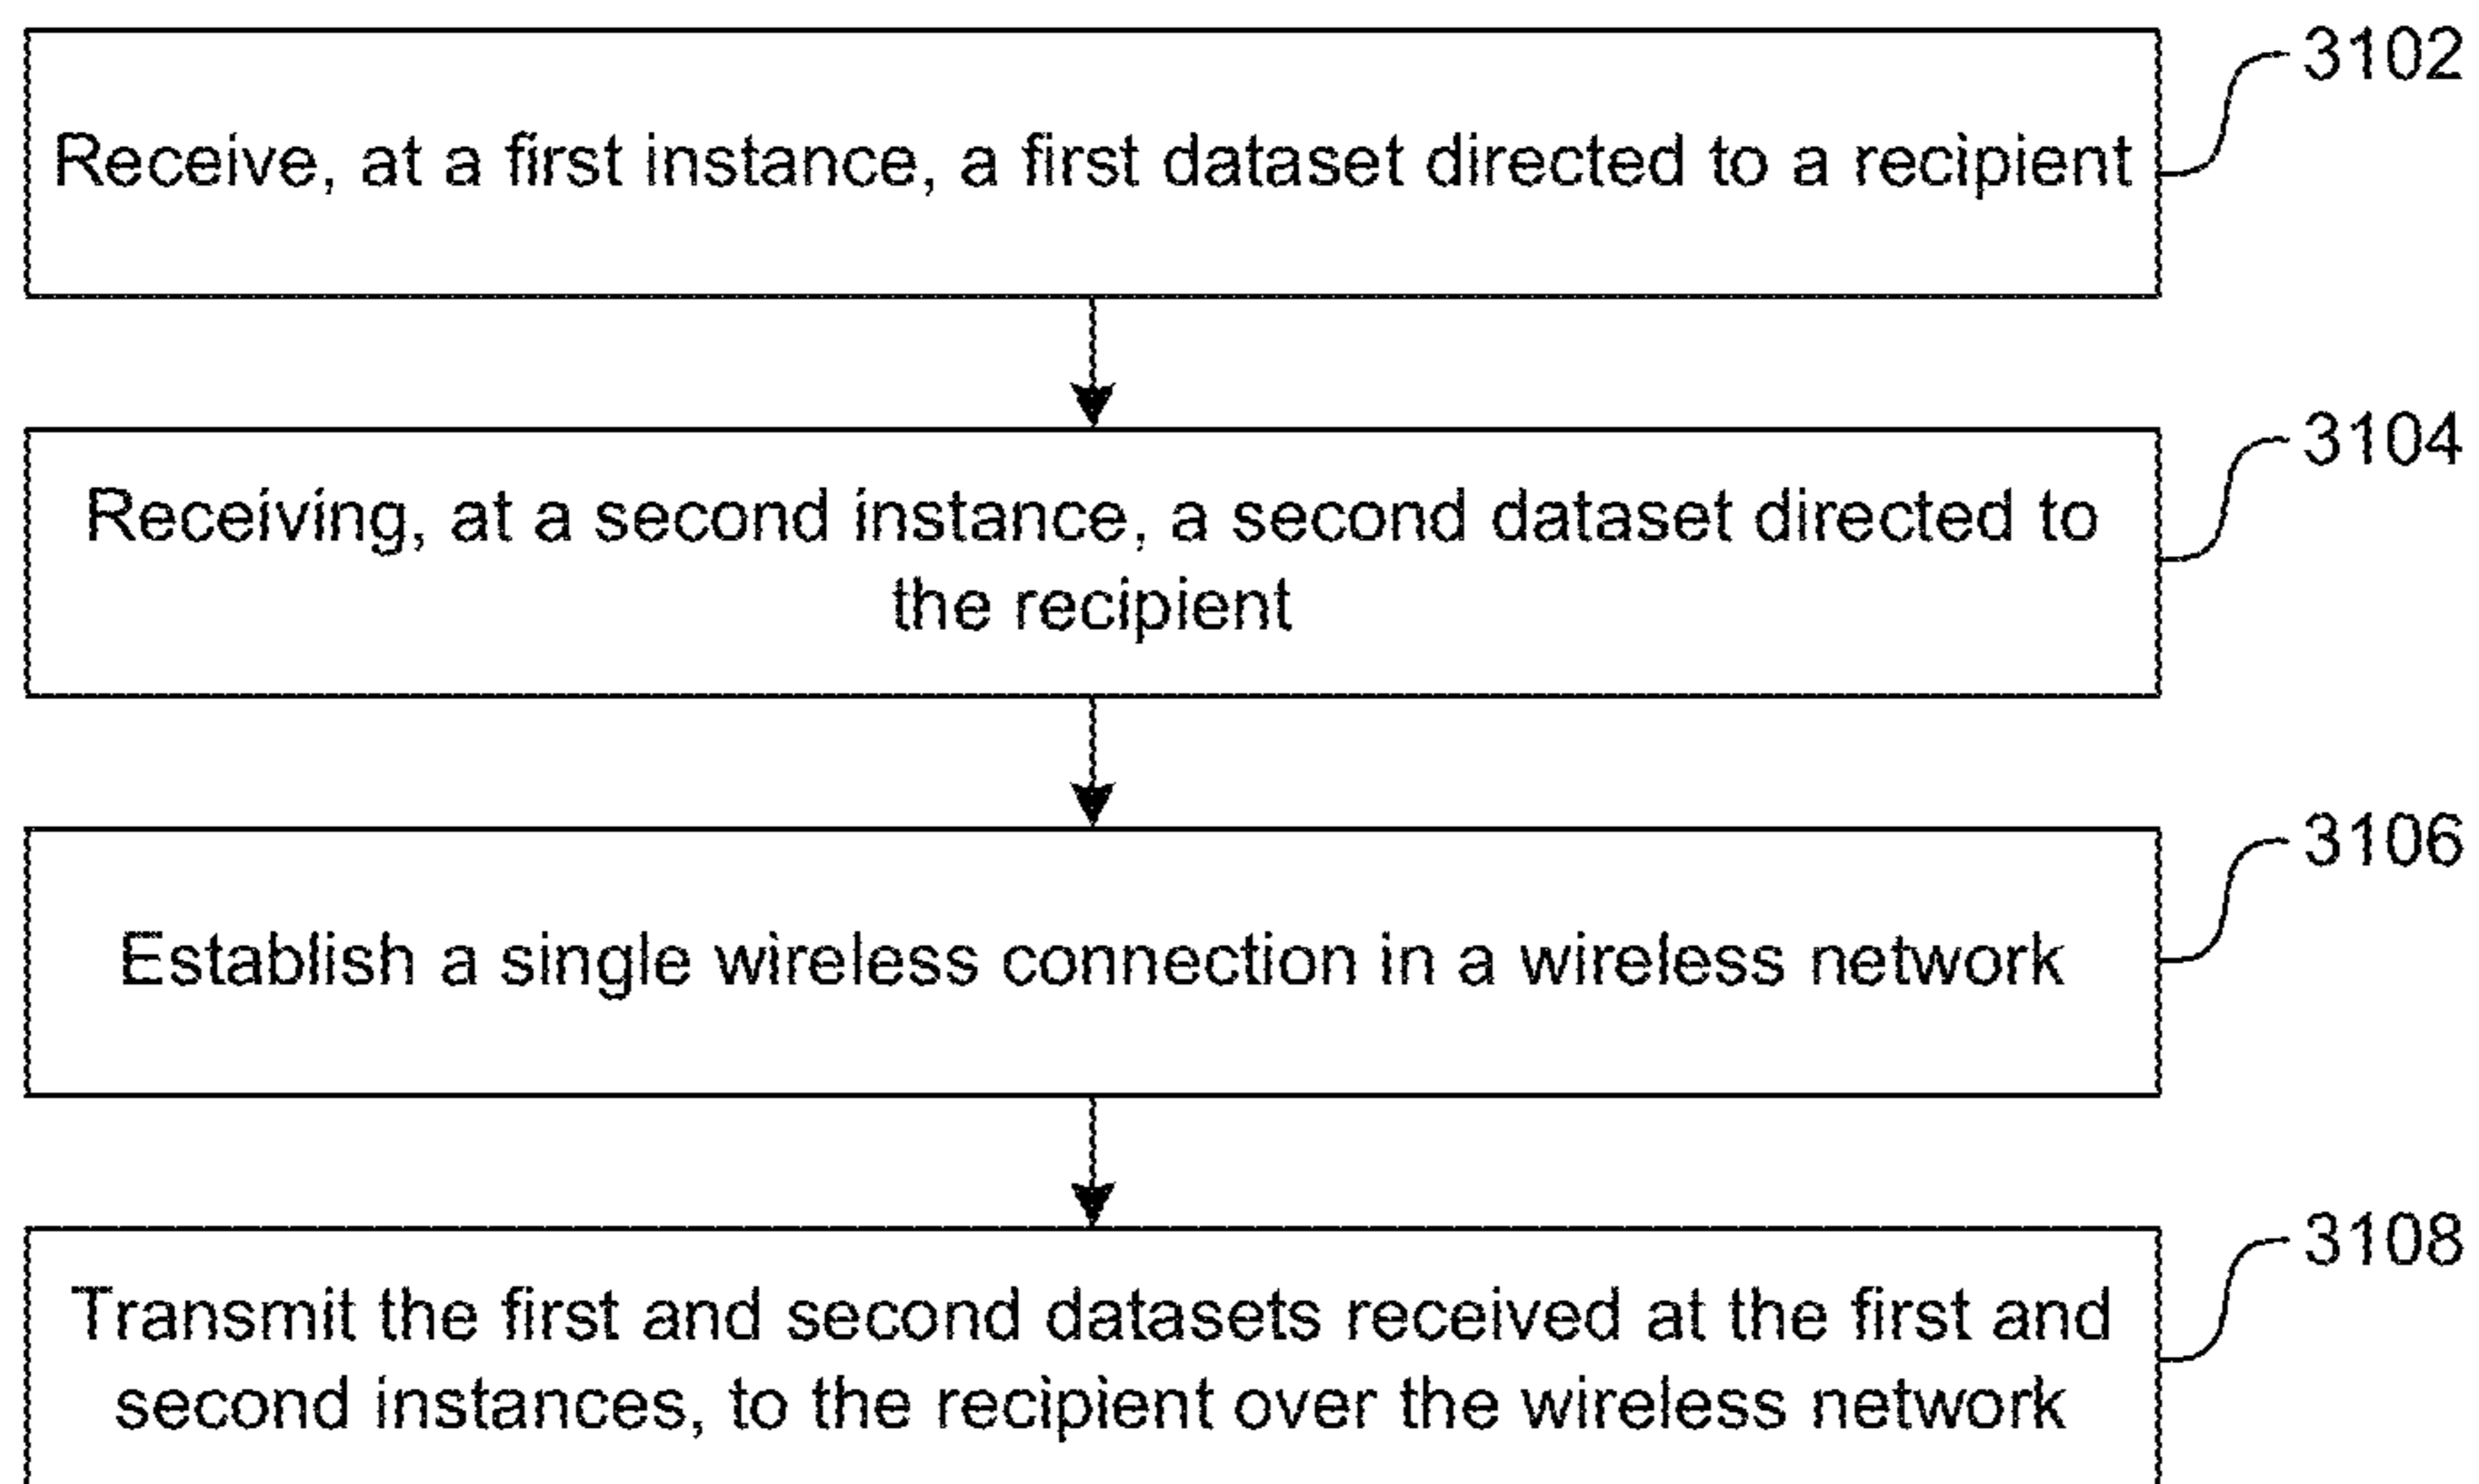 3102
Receive, at a first instance, a first dataset directed to a recipient
3104
Receiving, at a second instance, a second dataset directed to
the recipient
3106
Establish a single wireless connection in a wireless network
3108
Transmit the first and second datasets received at the first and
second instances, to the recipient over the wireless network